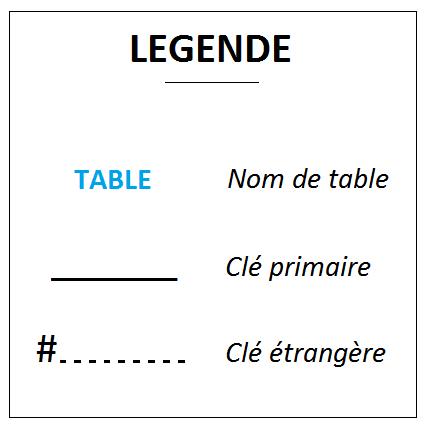 LEGENDE
TABLE Nom de table
Clé primaire
# Clé étrangère